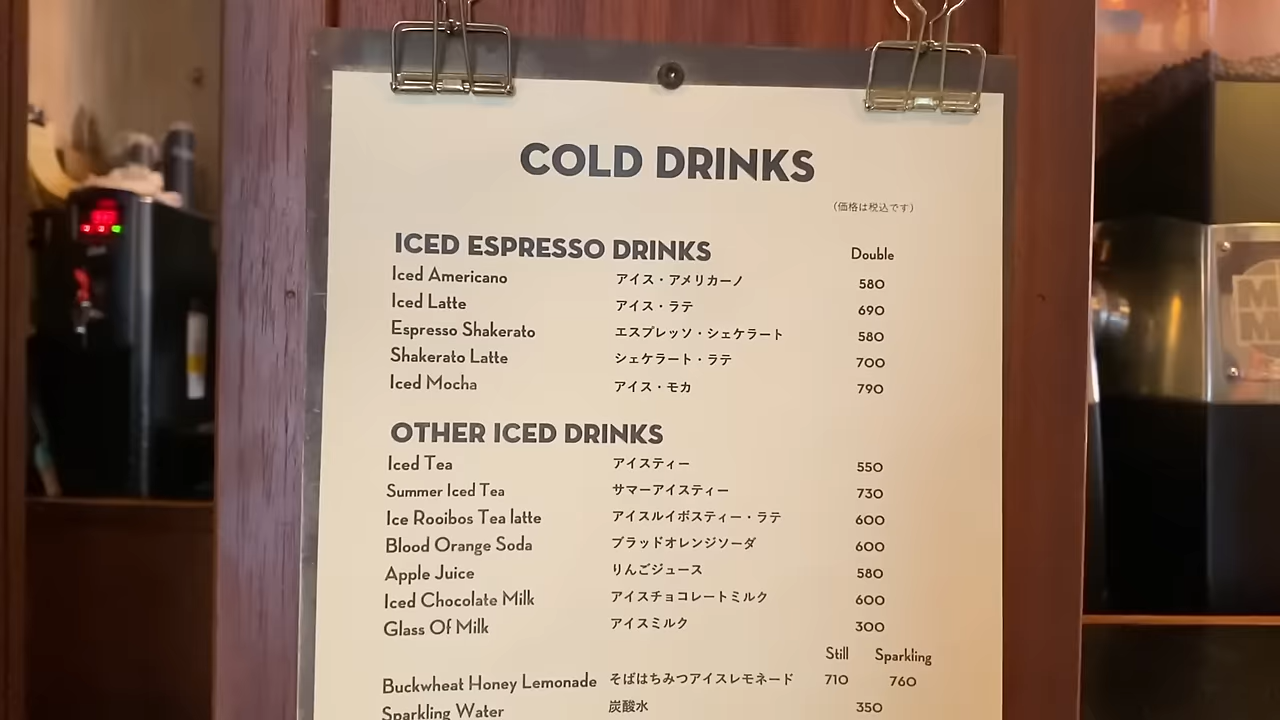 COLD DRINKS
（価格は税込です）
ICED ESPRESSO DRINKS Double
Iced Americano アイス・アメリカーノ 580
Iced Latte アイス・ラテ 690
Espresso Shakerato エスプレッソ・シェケラート 580
Shakerato Latte シェケラート・ラテ 700
Iced Mocha アイス・モカ 790
OTHER ICED DRINKS
Iced Tea アイスティー 550
Summer Iced Tea サマーアイスティー 730
Ice Rooibos Tea latte アイスルイボスティー・ラテ 600
Blood Orange Soda ブラッドオレンジソーダ 600
Apple Juice りんごジュース 580
Iced Chocolate Milk アイスチョコレートミルク 600
Glass Of Milk アイスミルク 300
Still Sparkling
Buckwheat Honey Lemonade そばはちみつアイスレモネード 710 760
Sparkling Water 炭酸水 350